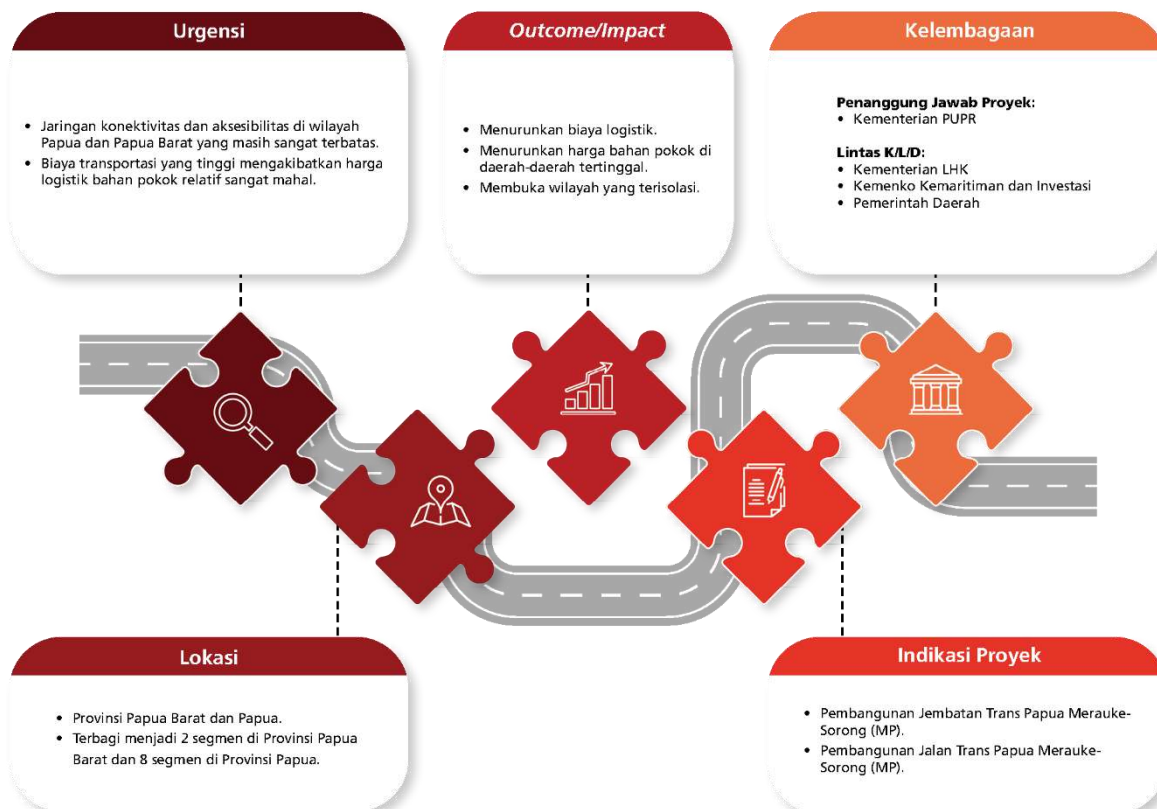 Urgensi
• Jaringan konektivitas dan aksesibilitas di wilayah
Papua dan Papua Barat yang masih sangat terbatas.
• Biaya transportasi yang tinggi mengakibatkan harga
logistik bahan pokok relatif sangat mahal.
Outcome/Impact
• Menurunkan biaya logistik.
• Menurunkan harga bahan pokok di
daerah-daerah tertinggal.
• Membuka wilayah yang terisolasi.
Kelembagaan
Penanggung Jawab Proyek:
• Kementerian PUPR
Lintas K/L/D:
• Kementerian LHK
• Kemenko Kemaritiman dan Investasi
• Pemerintah Daerah
Lokasi
• Provinsi Papua Barat dan Papua.
• Terbagi menjadi 2 segmen di Provinsi Papua
Barat dan 8 segmen di Provinsi Papua.
Indikasi Proyek
• Pembangunan Jembatan Trans Papua Merauke-
Sorong (MP).
• Pembangunan Jalan Trans Papua Merauke-
Sorong (MP).